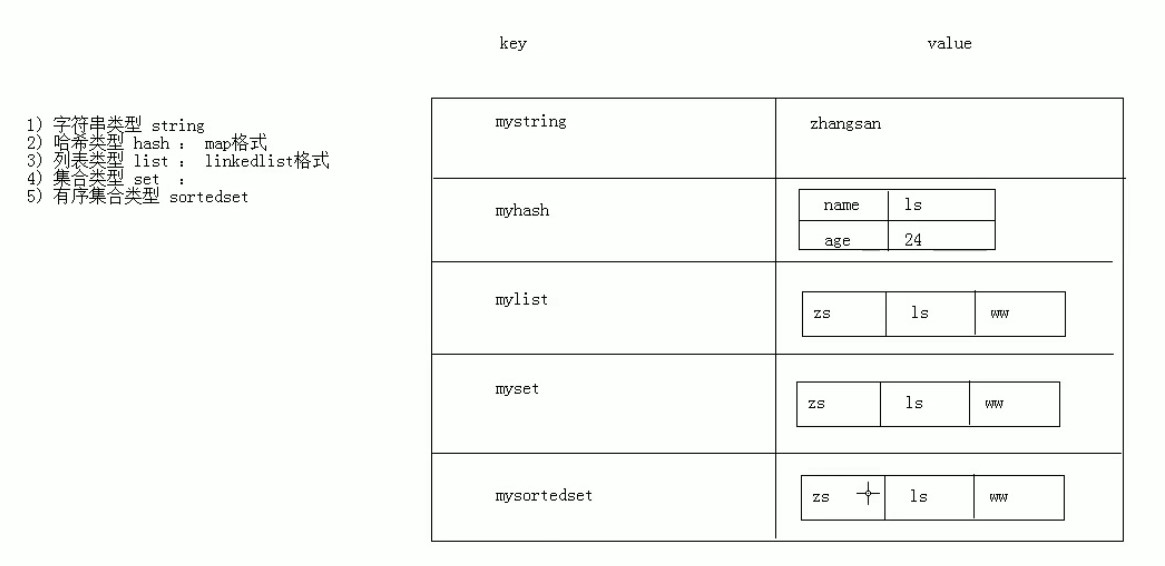 key value
1) 字符串类型 string
2) 哈希类型 hash : map格式
3) 列表类型 list : linkedlist格式
4) 集合类型 set :
5) 有序集合类型 sortedset
mystring zhangsan
myhash
name ls
age 24
mylist zs ls ww
myset zs ls ww
mysortedset zs ls ww